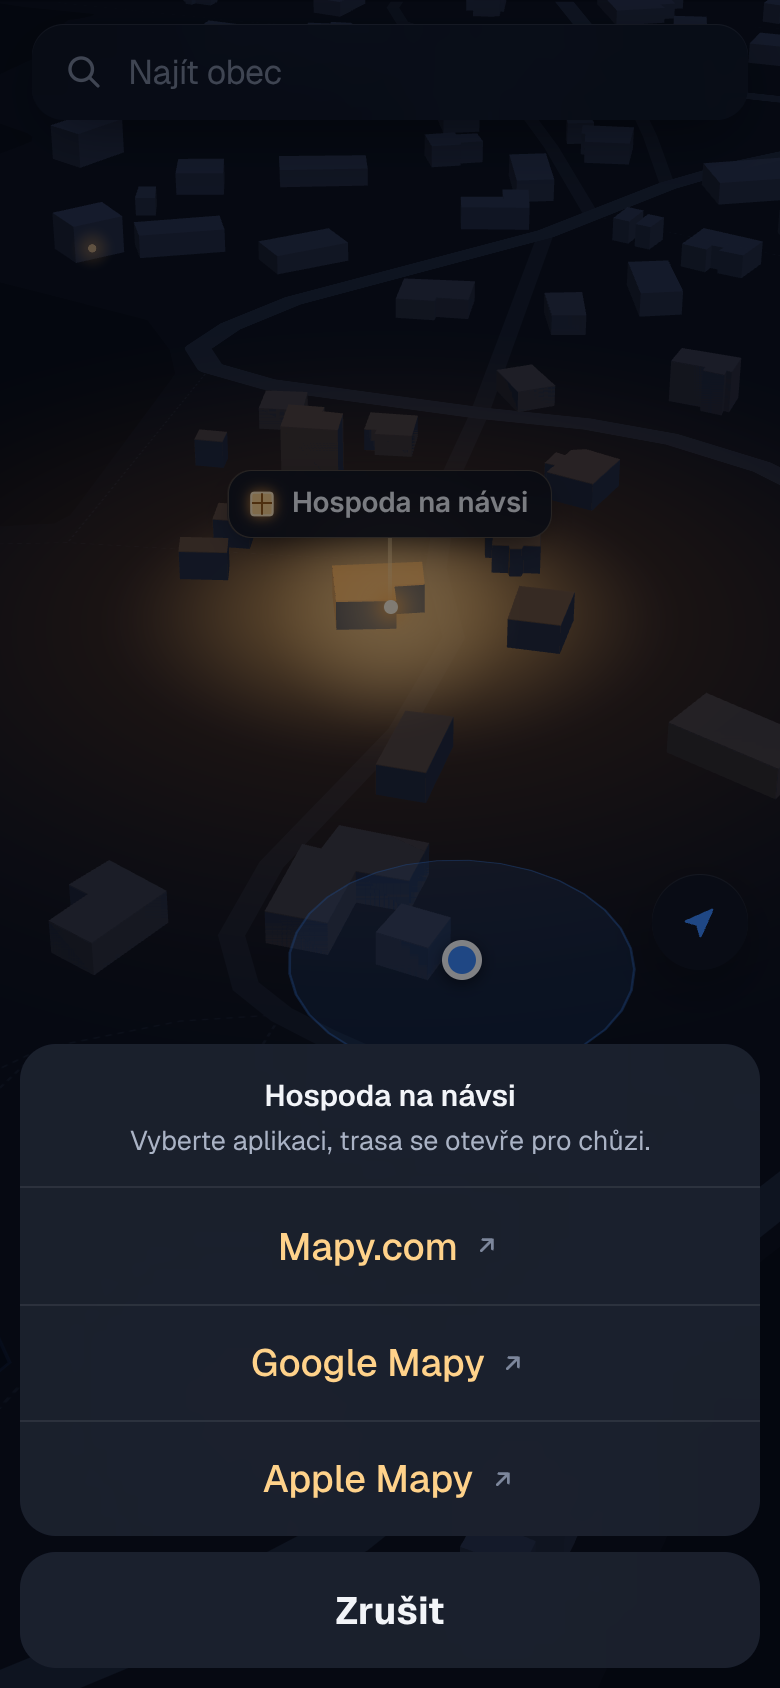 Najít obec
Hospoda na návsi
Hospoda na návsi
Vyberte aplikaci, trasa se otevře pro chůzi.
Mapy.com
Google Mapy
Apple Mapy
Zrušit